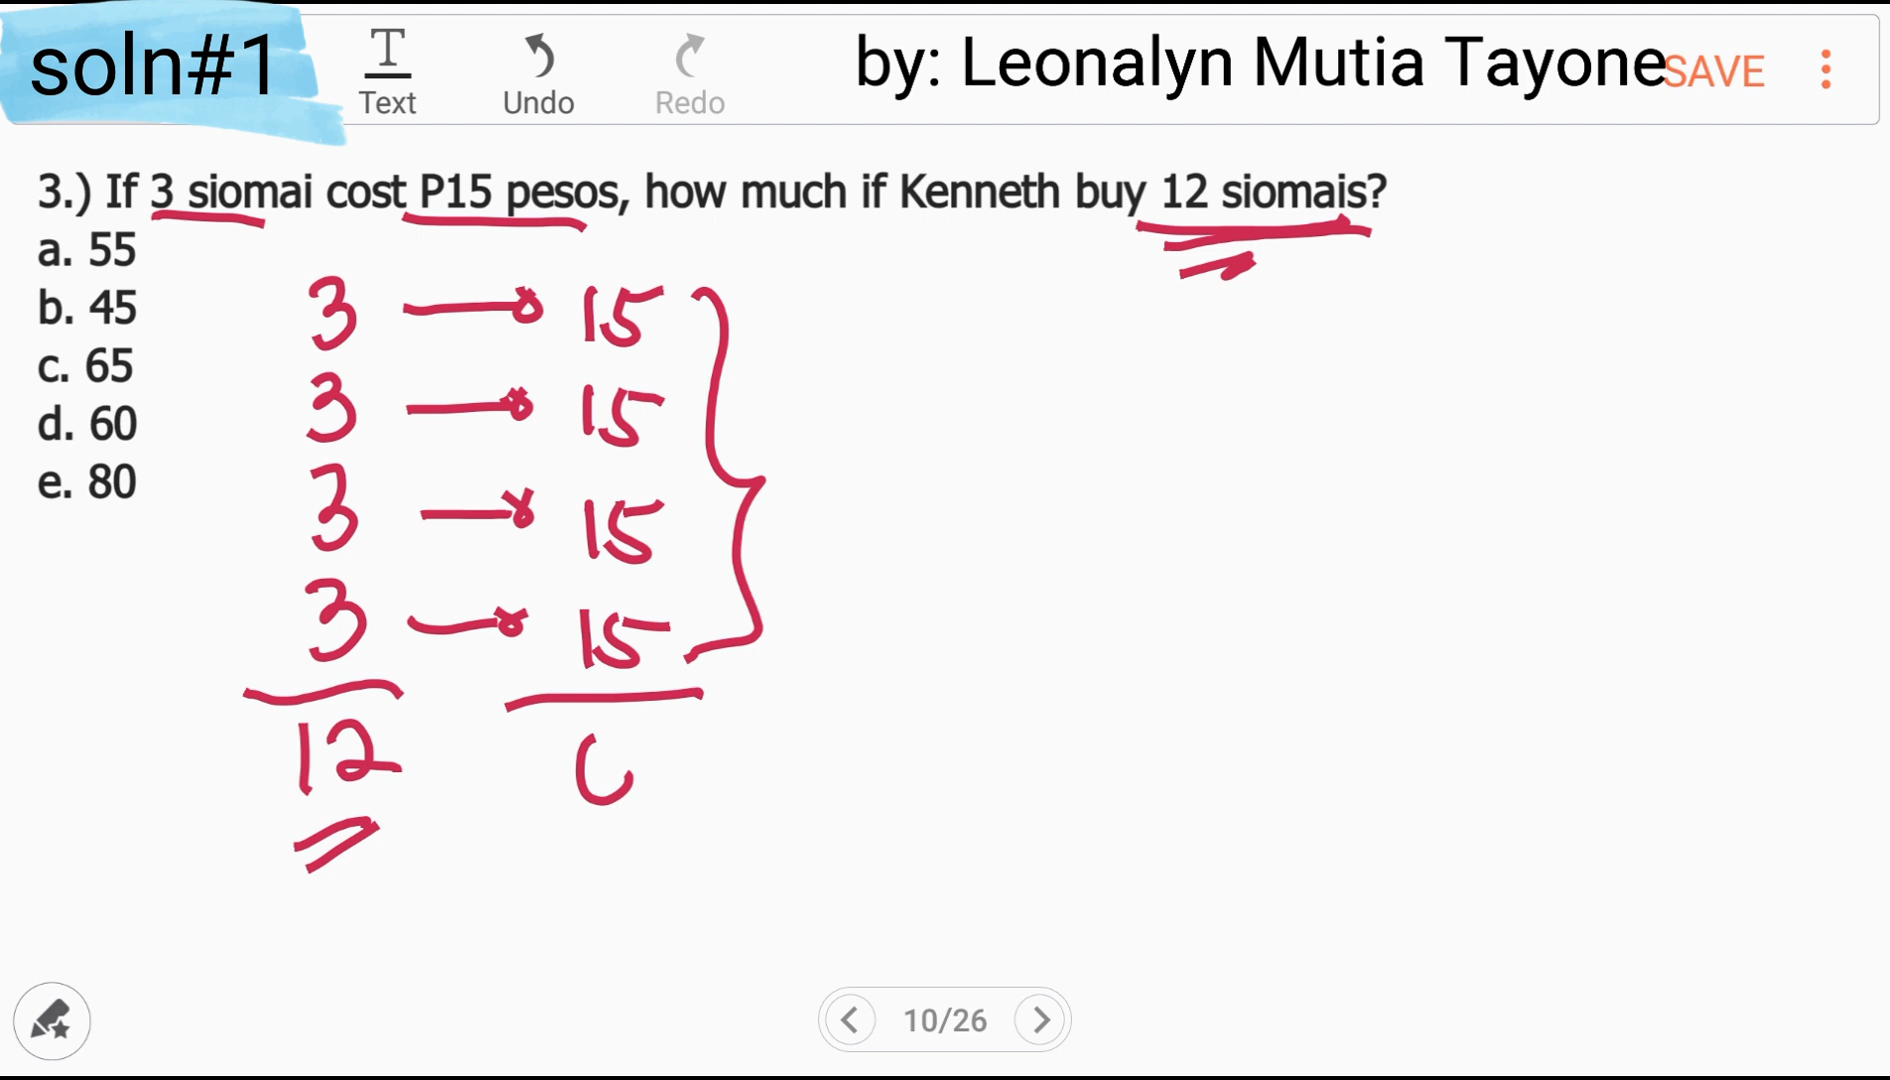 soln#1
Text
Undo
Redo
by: Leonalyn Mutia Tayone
SAVE
3.) If 3 siomai cost P15 pesos, how much if Kenneth buy 12 siomais?
a. 55
b. 45
c. 65
d. 60
e. 80
3 → 15
3 → 15
3 → 15
3 → 15
12
10/26